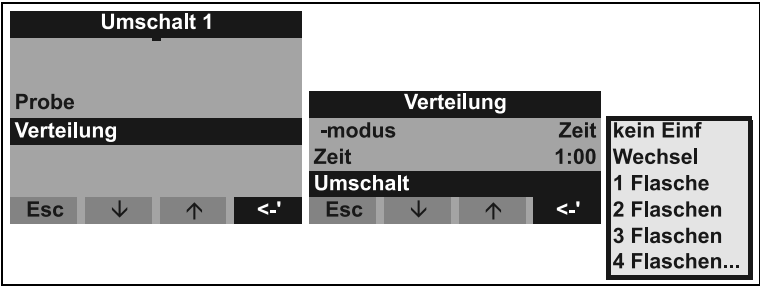 Umschalt 1
Probe
Verteilung
Esc ↓ ↑ <-'
Verteilung
-modus Zeit
Zeit 1:00
Umschalt
Esc ↓ ↑ <-'
kein Einf
Wechsel
1 Flasche
2 Flaschen
3 Flaschen
4 Flaschen...